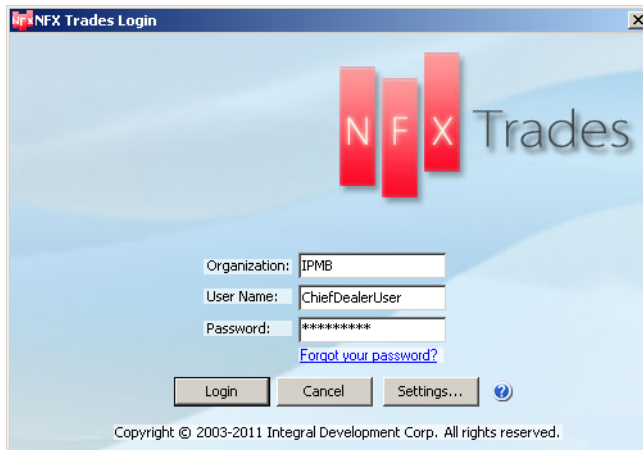 NFX NFX Trades Login
N F X Trades
Organization: IPMB
User Name: ChiefDealerUser
Password: *********
Forgot your password?
Login Cancel Settings... ?
Copyright © 2003-2011 Integral Development Corp. All rights reserved.